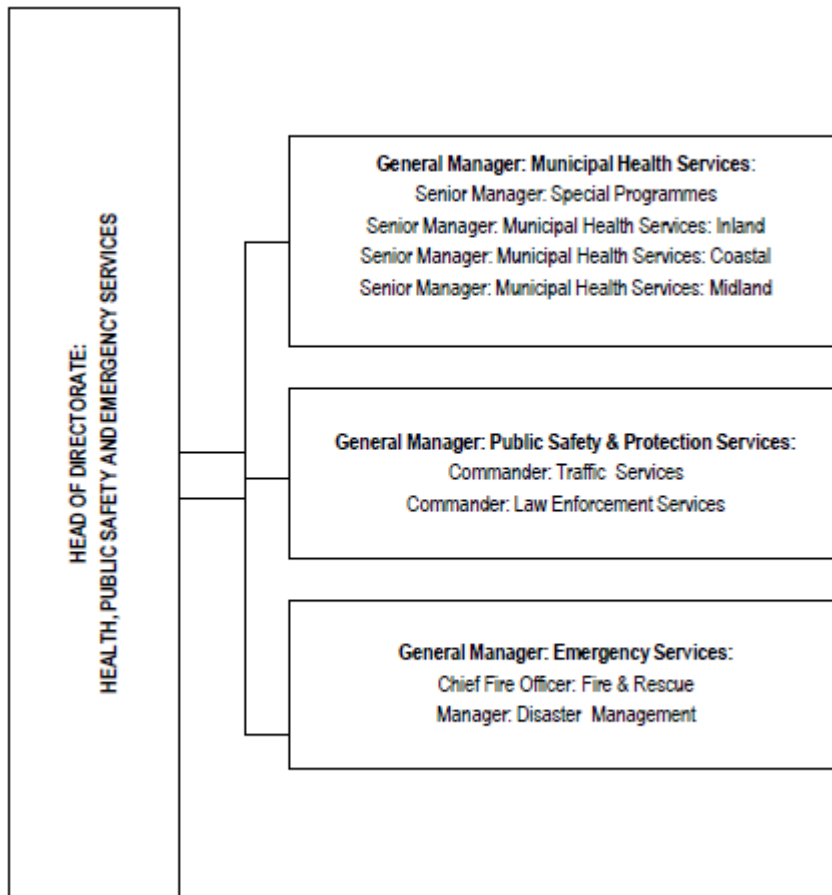 HEAD OF DIRECTORATE:
HEALTH, PUBLIC SAFETY AND EMERGENCY SERVICES
General Manager: Municipal Health Services:
Senior Manager: Special Programmes
Senior Manager: Municipal Health Services: Inland
Senior Manager: Municipal Health Services: Coastal
Senior Manager: Municipal Health Services: Midland
General Manager: Public Safety & Protection Services:
Commander: Traffic Services
Commander: Law Enforcement Services
General Manager: Emergency Services:
Chief Fire Officer: Fire & Rescue
Manager: Disaster Management